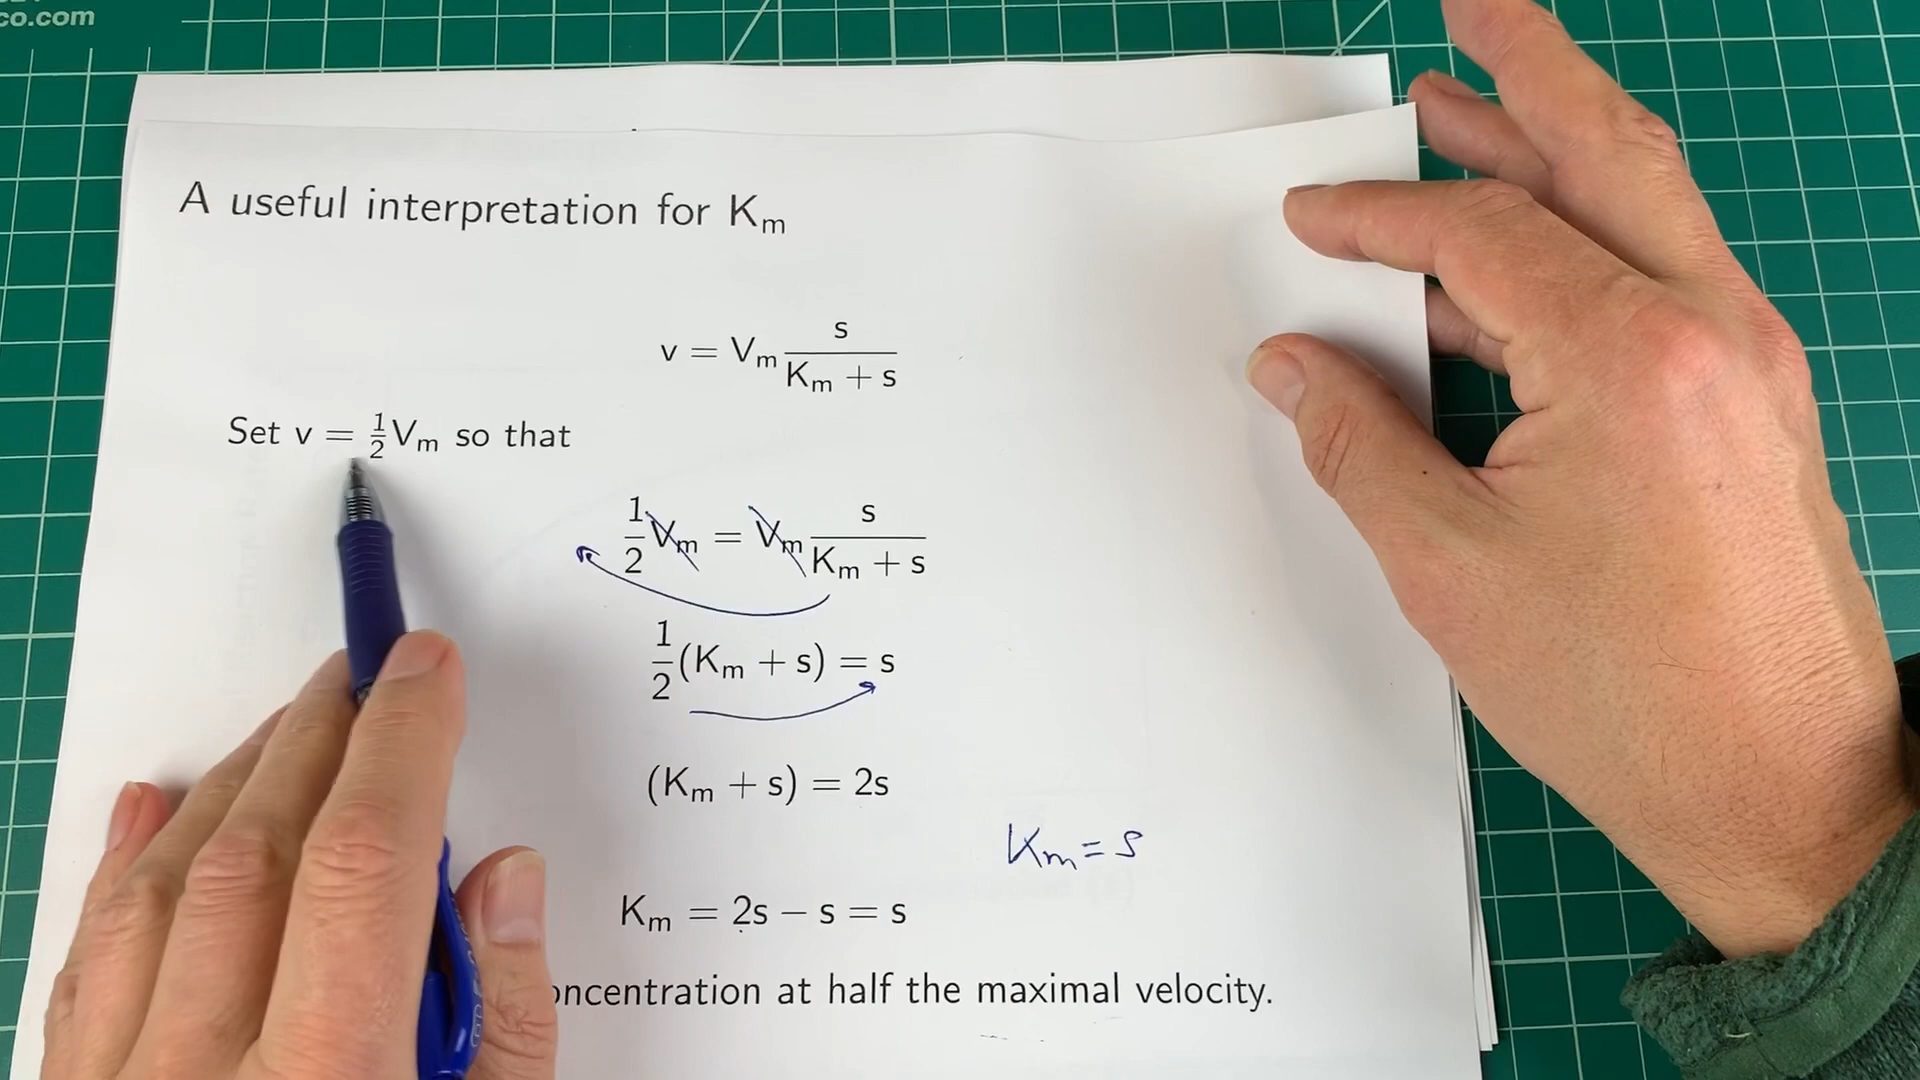 co.com
A useful interpretation for Km
v = Vm s / (Km + s)
Set v = 1/2 Vm so that
1/2 Vm = Vm s / (Km + s)
1/2 (Km + s) = s
(Km + s) = 2s
Km = s
Km = 2s − s = s
at half the maximal velocity.